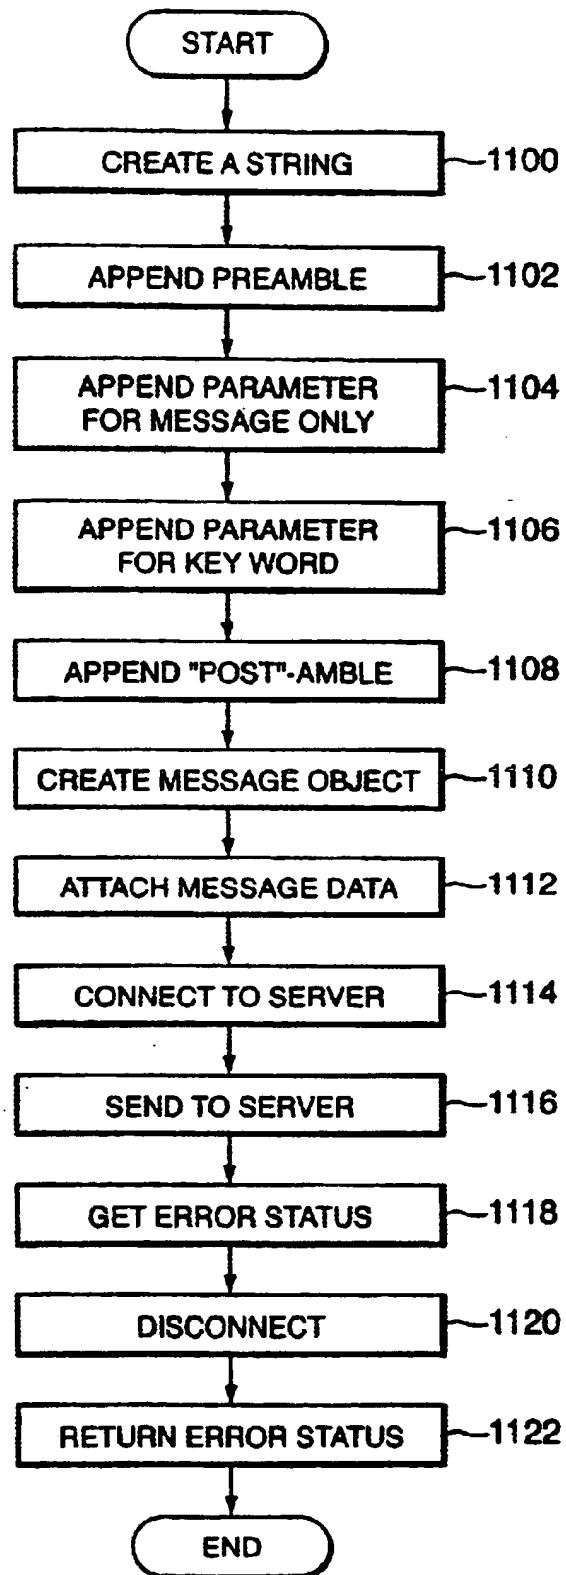 START
CREATE A STRING
1100
APPEND PREAMBLE
1102
APPEND PARAMETER
FOR MESSAGE ONLY
1104
APPEND PARAMETER
FOR KEY WORD
1106
APPEND "POST"-AMBLE
1108
CREATE MESSAGE OBJECT
1110
ATTACH MESSAGE DATA
1112
CONNECT TO SERVER
1114
SEND TO SERVER
1116
GET ERROR STATUS
1118
DISCONNECT
1120
RETURN ERROR STATUS
1122
END